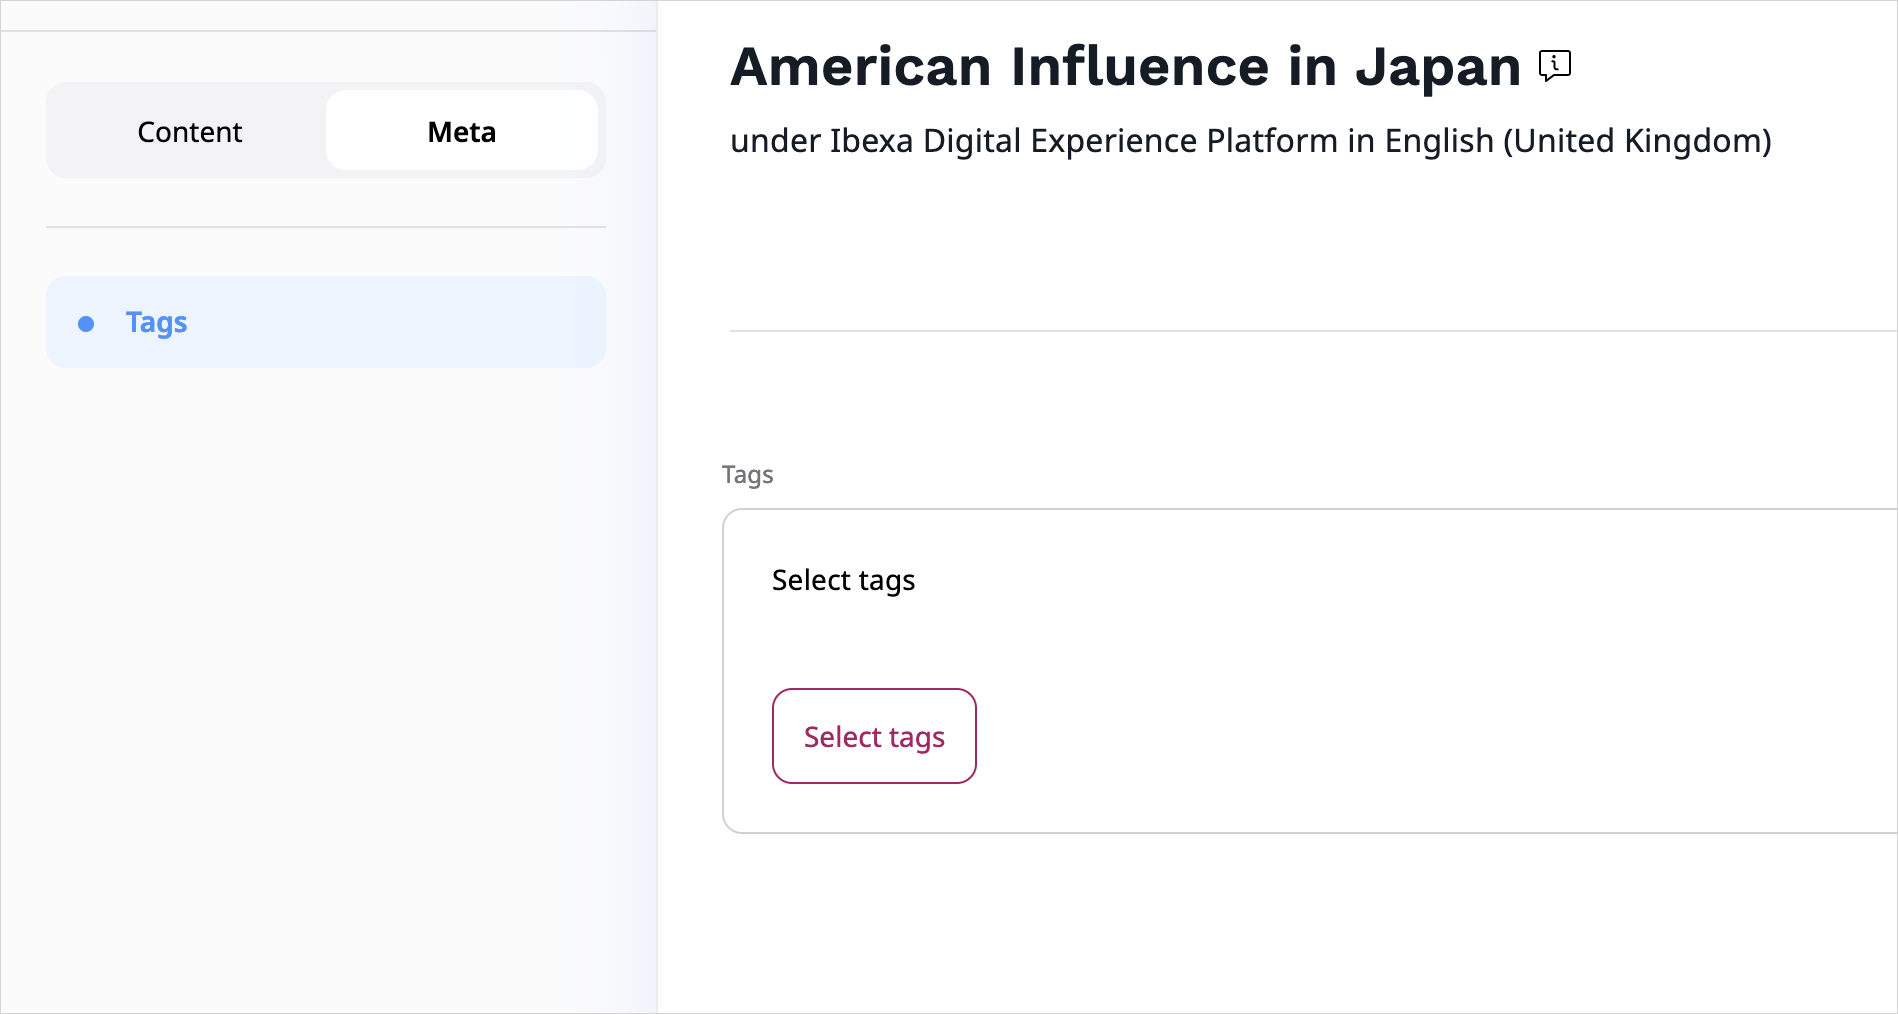 Content
Meta
Tags
American Influence in Japan
under Ibexa Digital Experience Platform in English (United Kingdom)
Tags
Select tags
Select tags